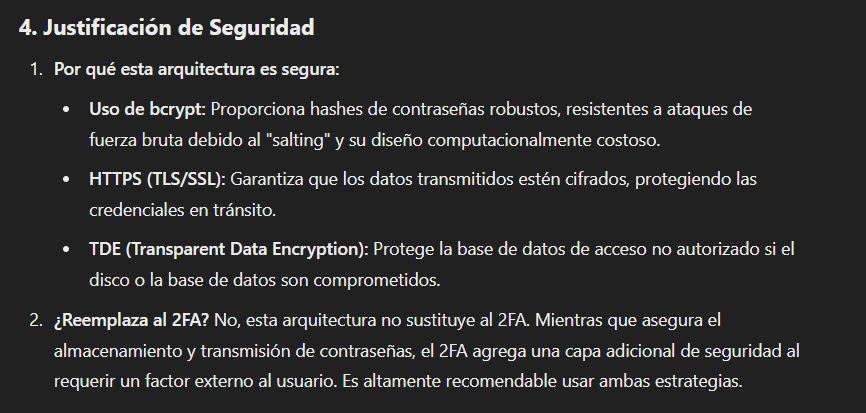 4. Justificación de Seguridad
1. Por qué esta arquitectura es segura:
• Uso de bcrypt: Proporciona hashes de contraseñas robustos, resistentes a ataques de
fuerza bruta debido al "salting" y su diseño computacionalmente costoso.
• HTTPS (TLS/SSL): Garantiza que los datos transmitidos estén cifrados, protegiendo las
credenciales en tránsito.
• TDE (Transparent Data Encryption): Protege la base de datos de acceso no autorizado si el
disco o la base de datos son comprometidos.
2. ¿Reemplaza al 2FA? No, esta arquitectura no sustituye al 2FA. Mientras que asegura el
almacenamiento y transmisión de contraseñas, el 2FA agrega una capa adicional de seguridad al
requerir un factor externo al usuario. Es altamente recomendable usar ambas estrategias.